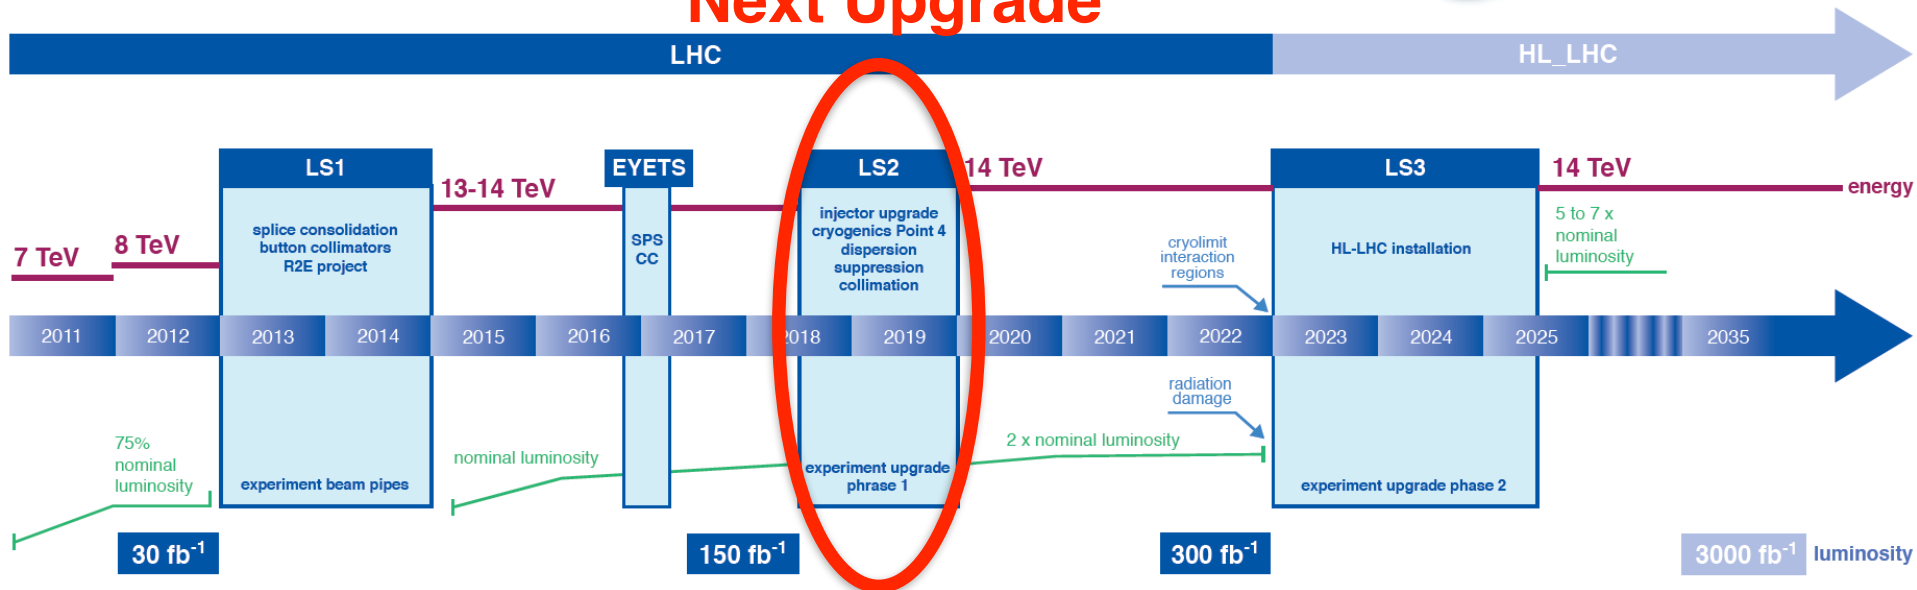 Next Upgrade
LHC
HL_LHC
LS1
EYETS
LS2
LS3
7 TeV
8 TeV
13-14 TeV
14 TeV
14 TeV
energy
splice consolidation
button collimators
R2E project
SPS
CC
injector upgrade
cryogenics Point 4
dispersion
suppression
collimation
cryolimit
interaction
regions
HL-LHC installation
5 to 7 x
nominal
luminosity
2011
2012
2013
2014
2015
2016
2017
2018
2019
2020
2021
2022
2023
2024
2025
2035
75%
nominal
luminosity
experiment beam pipes
nominal luminosity
experiment upgrade
phrase 1
2 x nominal luminosity
radiation
damage
experiment upgrade phase 2
30 fb-1
150 fb-1
300 fb-1
3000 fb-1
luminosity